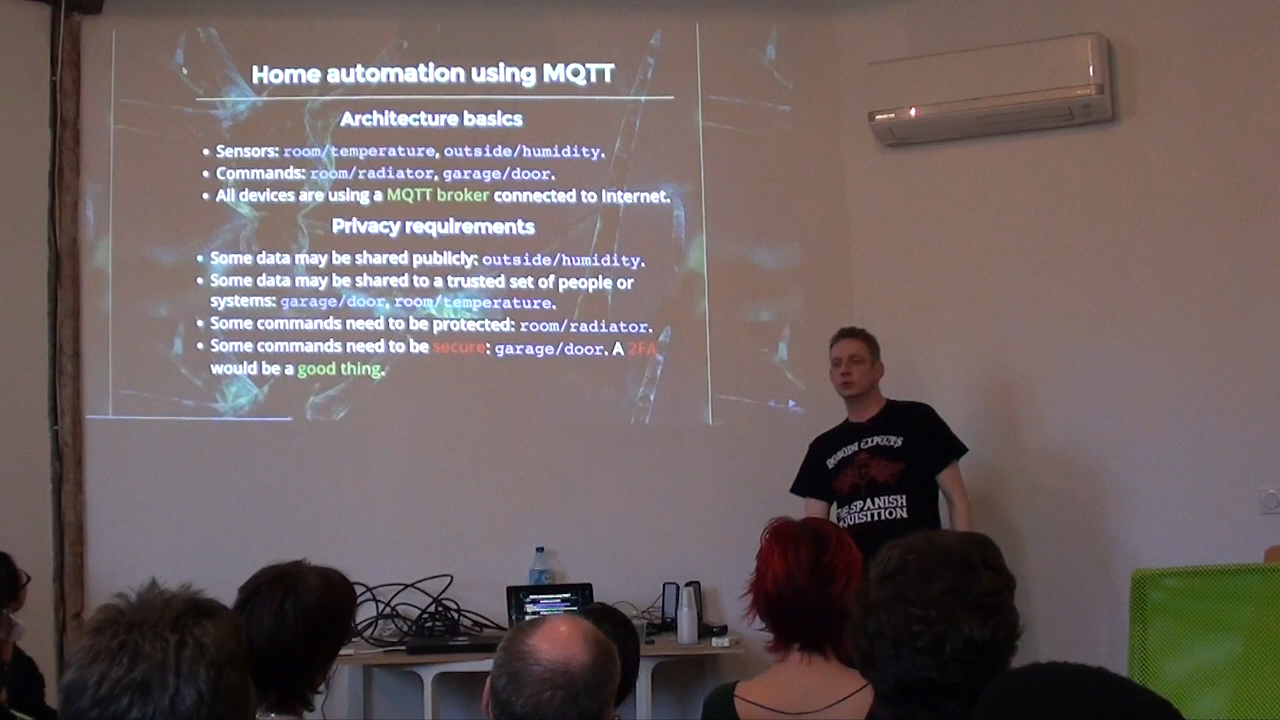 Home automation using MQTT
Architecture basics
• Sensors: room/temperature, outside/humidity.
• Commands: room/radiator, garage/door.
• All devices are using a MQTT broker connected to Internet.
Privacy requirements
• Some data may be shared publicly: outside/humidity.
• Some data may be shared to a trusted set of people or
systems: garage/door, room/temperature.
• Some commands need to be protected: room/radiator.
• Some commands need to be secure: garage/door. A 2FA
would be a good thing.
NOBODY EXPECTS
THE SPANISH
INQUISITION